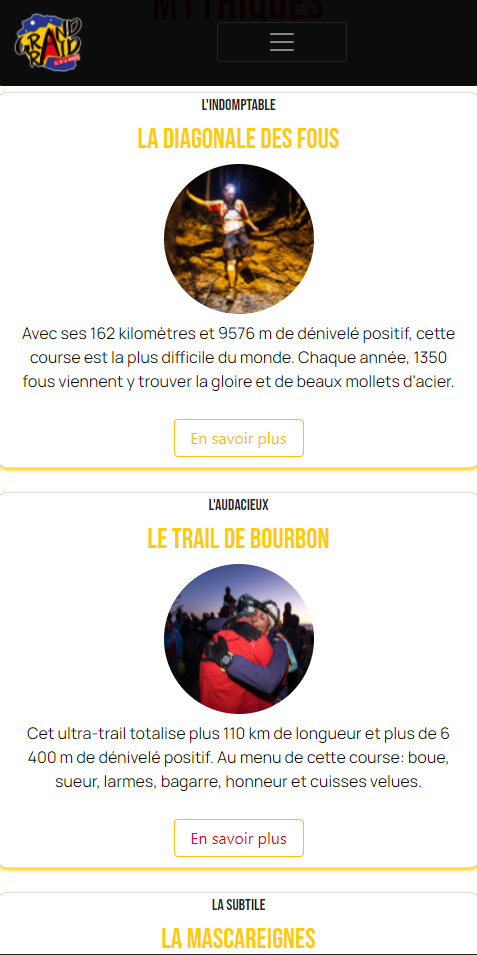 MYTHIQUES
GRAND
RAID
L'INDOMPTABLE
LA DIAGONALE DES FOUS
Avec ses 162 kilomètres et 9576 m de dénivelé positif, cette
course est la plus difficile du monde. Chaque année, 1350
fous viennent y trouver la gloire et de beaux mollets d'acier.
En savoir plus
L'AUDACIEUX
LE TRAIL DE BOURBON
Cet ultra-trail totalise plus 110 km de longueur et plus de 6
400 m de dénivelé positif. Au menu de cette course: boue,
sueur, larmes, bagarre, honneur et cuisses velues.
En savoir plus
LA SUBTILE
LA MASCAREIGNES